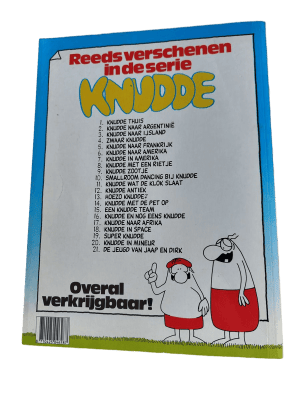 Reeds verschenen
in de serie
KNUDDE
1. KNUDDE THUIS
2. KNUDDE NAAR ARGENTINIË
3. KNUDDE NAAR IJSLAND
4. ZWAAR KNUDDE
5. KNUDDE NAAR FRANKRIJK
6. KNUDDE NAAR AMERIKA
7. KNUDDE IN AMERIKA
8. KNUDDE MET EEN RIETJE
9. KNUDDE ZOOTJE
10. SMALLROOM DANCING BIJ KNUDDE
11. KNUDDE WAT DE KLOK SLAAT
12. KNUDDE ANTIEK
13. HOEZO KNUDDE?
14. KNUDDE MET DE PET OP
15. EEN KNUDDE TEAM
16. KNUDDE EN NOG EENS KNUDDE
17. KNUDDE NAAR AFRIKA
18. KNUDDE IN SPACE
19. SUPER KNUDDE
20. KNUDDE IN MINEUR
21. DE JEUGD VAN JAAP EN DIRK
Overal
verkrijgbaar!